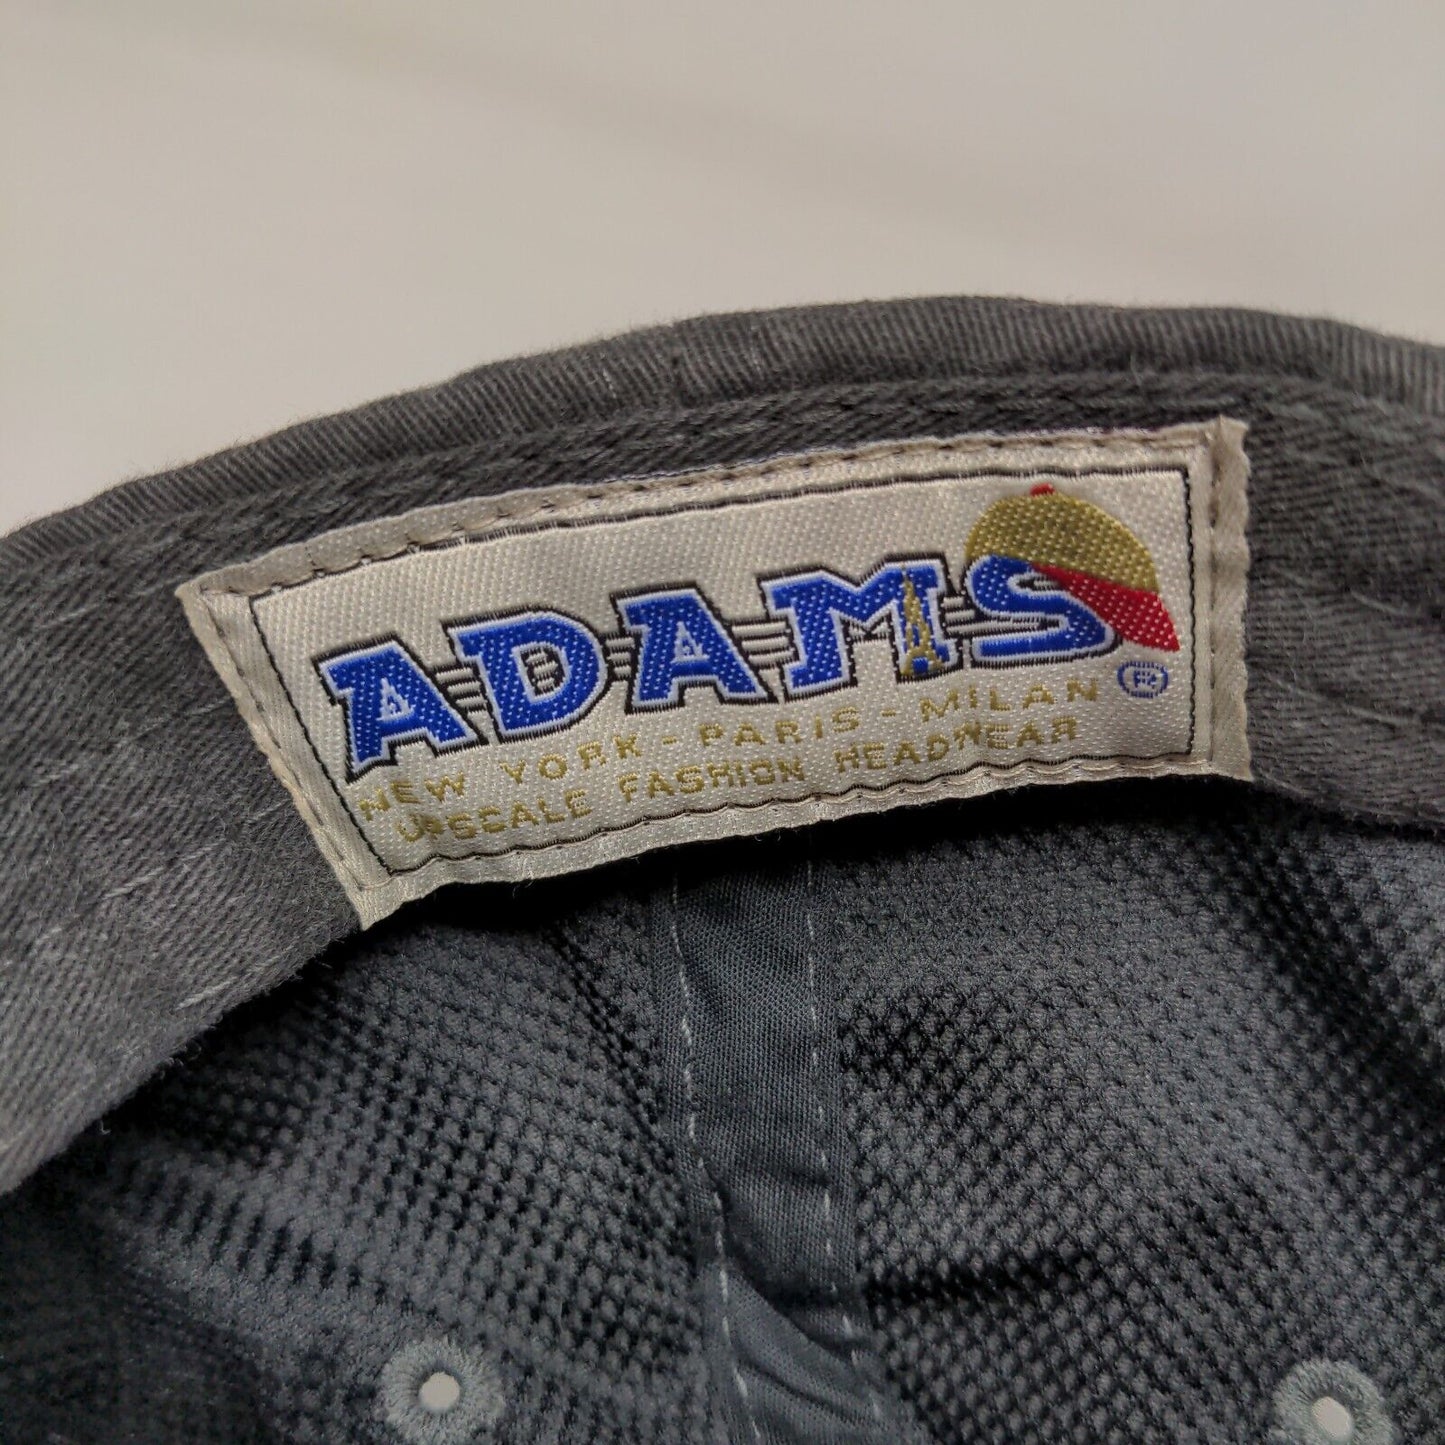 ADAMS ®
NEW YORK - PARIS - MILAN
UPSCALE FASHION HEADWEAR